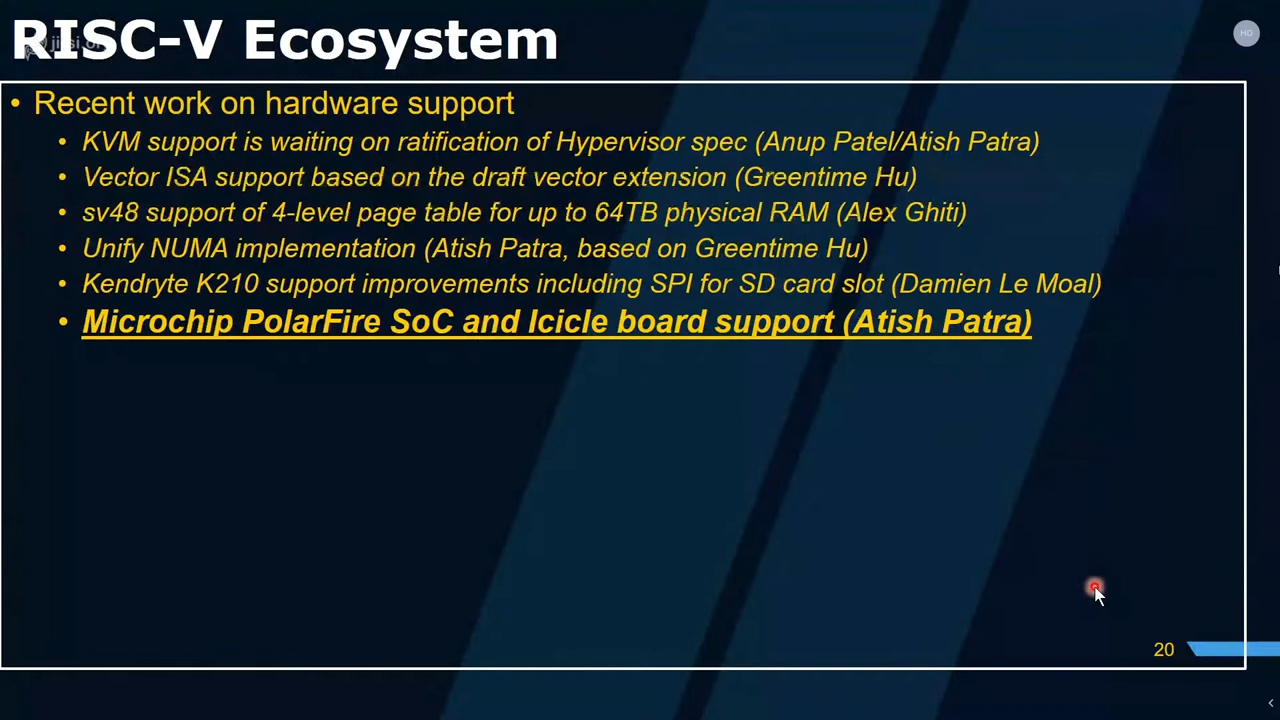 RISC-V Ecosystem
HD
• Recent work on hardware support
• KVM support is waiting on ratification of Hypervisor spec (Anup Patel/Atish Patra)
• Vector ISA support based on the draft vector extension (Greentime Hu)
• sv48 support of 4-level page table for up to 64TB physical RAM (Alex Ghiti)
• Unify NUMA implementation (Atish Patra, based on Greentime Hu)
• Kendryte K210 support improvements including SPI for SD card slot (Damien Le Moal)
• Microchip PolarFire SoC and Icicle board support (Atish Patra)
20